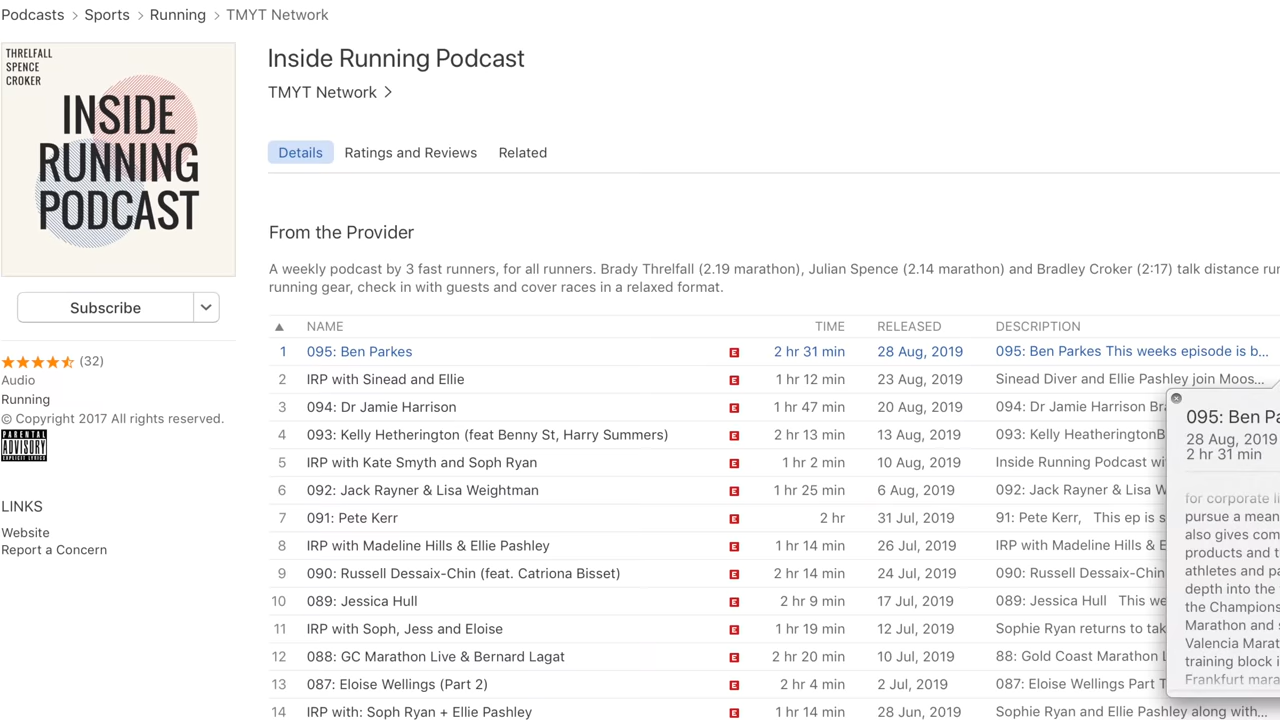 Podcasts > Sports > Running > TMYT Network
THRELFALL
SPENCE
CROKER
INSIDE
RUNNING
PODCAST
Subscribe
(32)
Audio
Running
© Copyright 2017 All rights reserved.
PARENTAL
ADVISORY
EXPLICIT LYRICS
LINKS
Website
Report a Concern
Inside Running Podcast
TMYT Network >
Details Ratings and Reviews Related
From the Provider
A weekly podcast by 3 fast runners, for all runners. Brady Threlfall (2.19 marathon), Julian Spence (2.14 marathon) and Bradley Croker (2:17) talk distance ru
running gear, check in with guests and cover races in a relaxed format.
▲ NAME TIME RELEASED DESCRIPTION
1 095: Ben Parkes E 2 hr 31 min 28 Aug, 2019 095: Ben Parkes This weeks episode is b...
2 IRP with Sinead and Ellie E 1 hr 12 min 23 Aug, 2019 Sinead Diver and Ellie Pashley join Moos...
3 094: Dr Jamie Harrison E 1 hr 47 min 20 Aug, 2019 094: Dr Jamie Harrison Br
4 093: Kelly Hetherington (feat Benny St, Harry Summers) E 2 hr 13 min 13 Aug, 2019 093: Kelly HeatheringtonB
5 IRP with Kate Smyth and Soph Ryan E 1 hr 2 min 10 Aug, 2019 Inside Running Podcast wi
6 092: Jack Rayner & Lisa Weightman E 1 hr 25 min 6 Aug, 2019 092: Jack Rayner & Lisa W
7 091: Pete Kerr E 2 hr 31 Jul, 2019 91: Pete Kerr, This ep is s
8 IRP with Madeline Hills & Ellie Pashley E 1 hr 14 min 26 Jul, 2019 IRP with Madeline Hills & E
9 090: Russell Dessaix-Chin (feat. Catriona Bisset) E 2 hr 14 min 24 Jul, 2019 090: Russell Dessaix-Chin
10 089: Jessica Hull E 2 hr 9 min 17 Jul, 2019 089: Jessica Hull This we
11 IRP with Soph, Jess and Eloise E 1 hr 19 min 12 Jul, 2019 Sophie Ryan returns to tak
12 088: GC Marathon Live & Bernard Lagat E 2 hr 20 min 10 Jul, 2019 88: Gold Coast Marathon L
13 087: Eloise Wellings (Part 2) E 2 hr 4 min 2 Jul, 2019 087: Eloise Wellings Part T
14 IRP with: Soph Ryan + Ellie Pashley E 1 hr 14 min 28 Jun, 2019 Sophie Ryan and Ellie Pashley along with...
095: Ben Pa
28 Aug, 2019
2 hr 31 min
for corporate li
pursue a mean
also gives com
products and t
athletes and pa
depth into the
the Champions
Marathon and s
Valencia Marat
training block i
Frankfurt mara